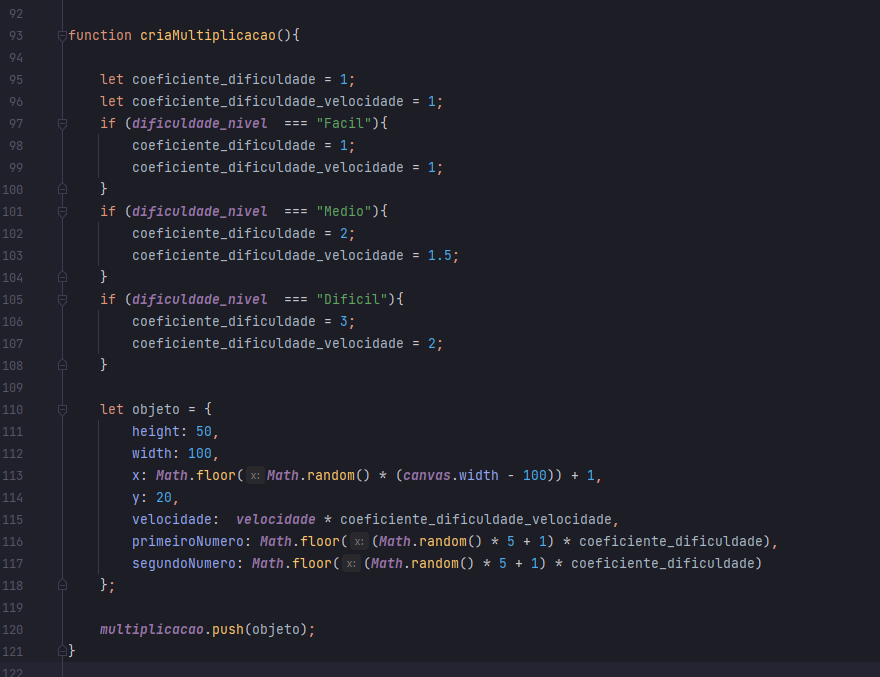 92
93 function criaMultiplicacao(){
94
95 let coeficiente_dificuldade = 1;
96 let coeficiente_dificuldade_velocidade = 1;
97 if (dificuldade_nivel  === "Facil"){
98 coeficiente_dificuldade = 1;
99 coeficiente_dificuldade_velocidade = 1;
100 }
101 if (dificuldade_nivel  === "Medio"){
102 coeficiente_dificuldade = 2;
103 coeficiente_dificuldade_velocidade = 1.5;
104 }
105 if (dificuldade_nivel  === "Dificil"){
106 coeficiente_dificuldade = 3;
107 coeficiente_dificuldade_velocidade = 2;
108 }
109
110 let objeto = {
111 height: 50,
112 width: 100,
113 x: Math.floor( x: Math.random() * (canvas.width - 100)) + 1,
114 y: 20,
115 velocidade:  velocidade * coeficiente_dificuldade_velocidade,
116 primeiroNumero: Math.floor( x: (Math.random() * 5 + 1) * coeficiente_dificuldade),
117 segundoNumero: Math.floor( x: (Math.random() * 5 + 1) * coeficiente_dificuldade)
118 };
119
120 multiplicacao.push(objeto);
121 }
122